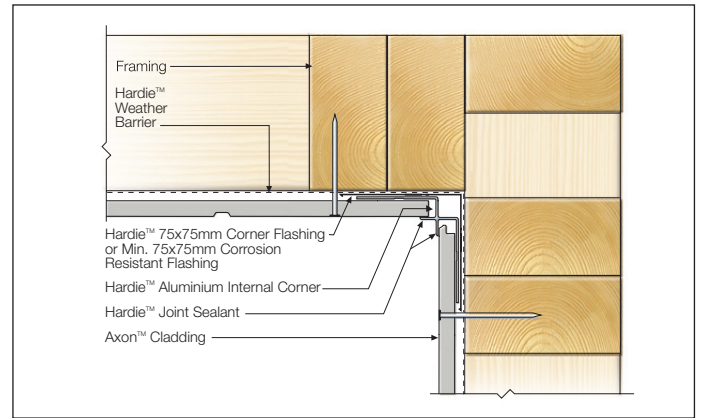 Framing
Hardie™
Weather
Barrier
Hardie™ 75x75mm Corner Flashing
or Min. 75x75mm Corrosion
Resistant Flashing
Hardie™ Aluminium Internal Corner
Hardie™ Joint Sealant
Axon™ Cladding